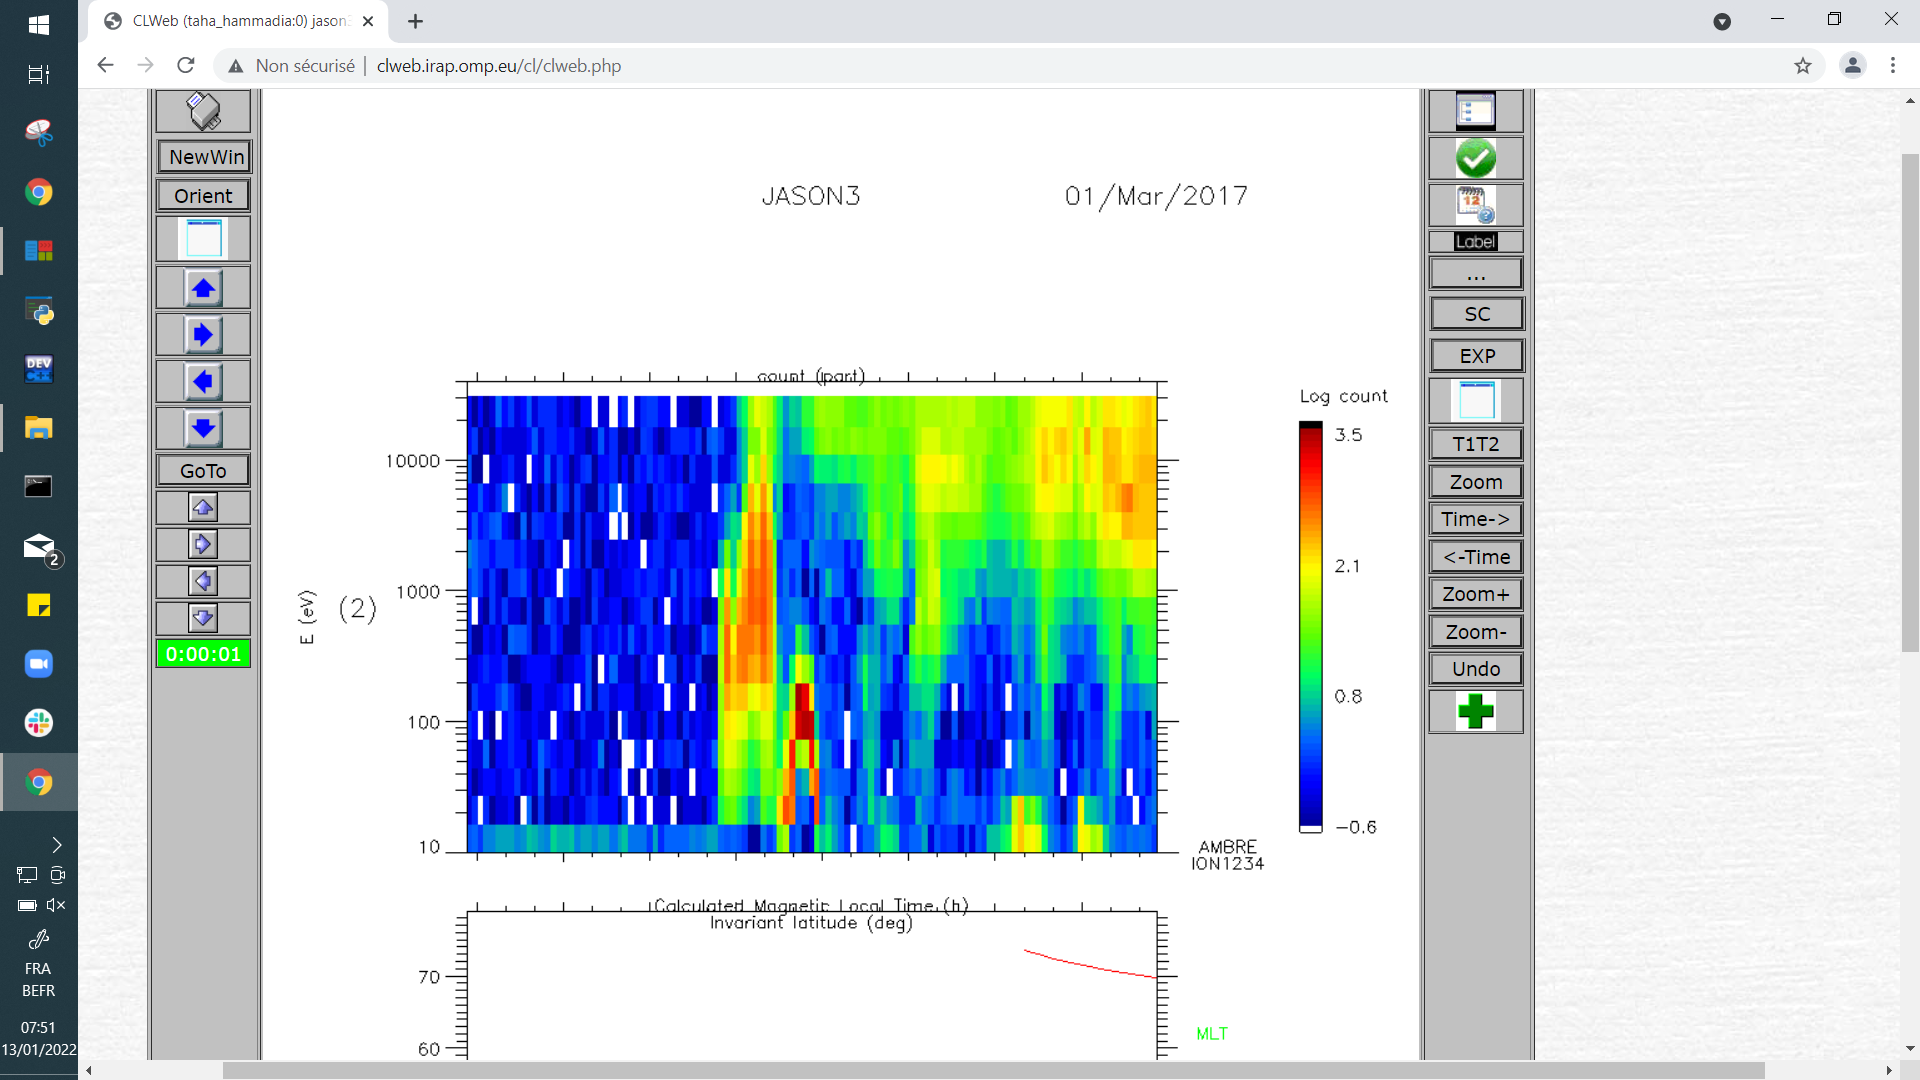 CLWeb (taha_hammadia:0) jason3
Non sécurisé
clweb.irap.omp.eu/cl/clweb.php
NewWin
Orient
GoTo
0:00:01
JASON3
01/Mar/2017
count (part)
10000
1000
100
10
E (eV)
(2)
Log count
3.5
2.1
0.8
−0.6
AMBRE
ION1234
Calculated Magnetic Local Time (h)
Invariant latitude (deg)
70
60
MLT
12
Label
...
SC
EXP
T1T2
Zoom
Time->
<-Time
Zoom+
Zoom-
Undo
DEV
C++
2
FRA
BEFR
07:51
13/01/2022